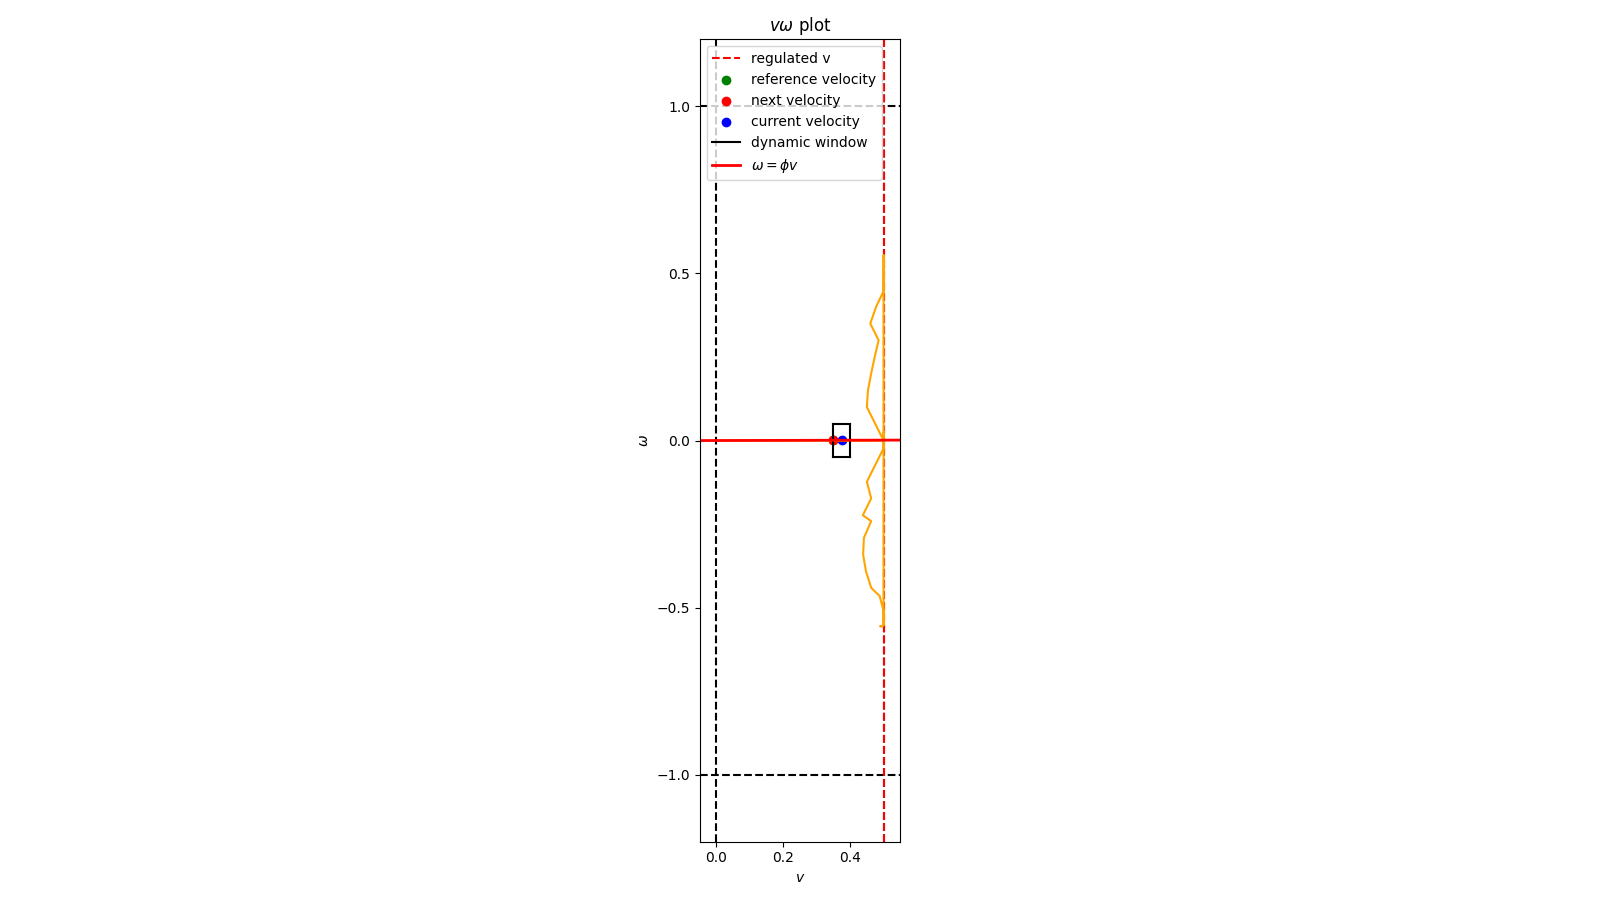 vω plot
regulated v
reference velocity
next velocity
current velocity
dynamic window
ω = ϕv
1.0
0.5
0.0
−0.5
−1.0
ω
0.0 0.2 0.4
v